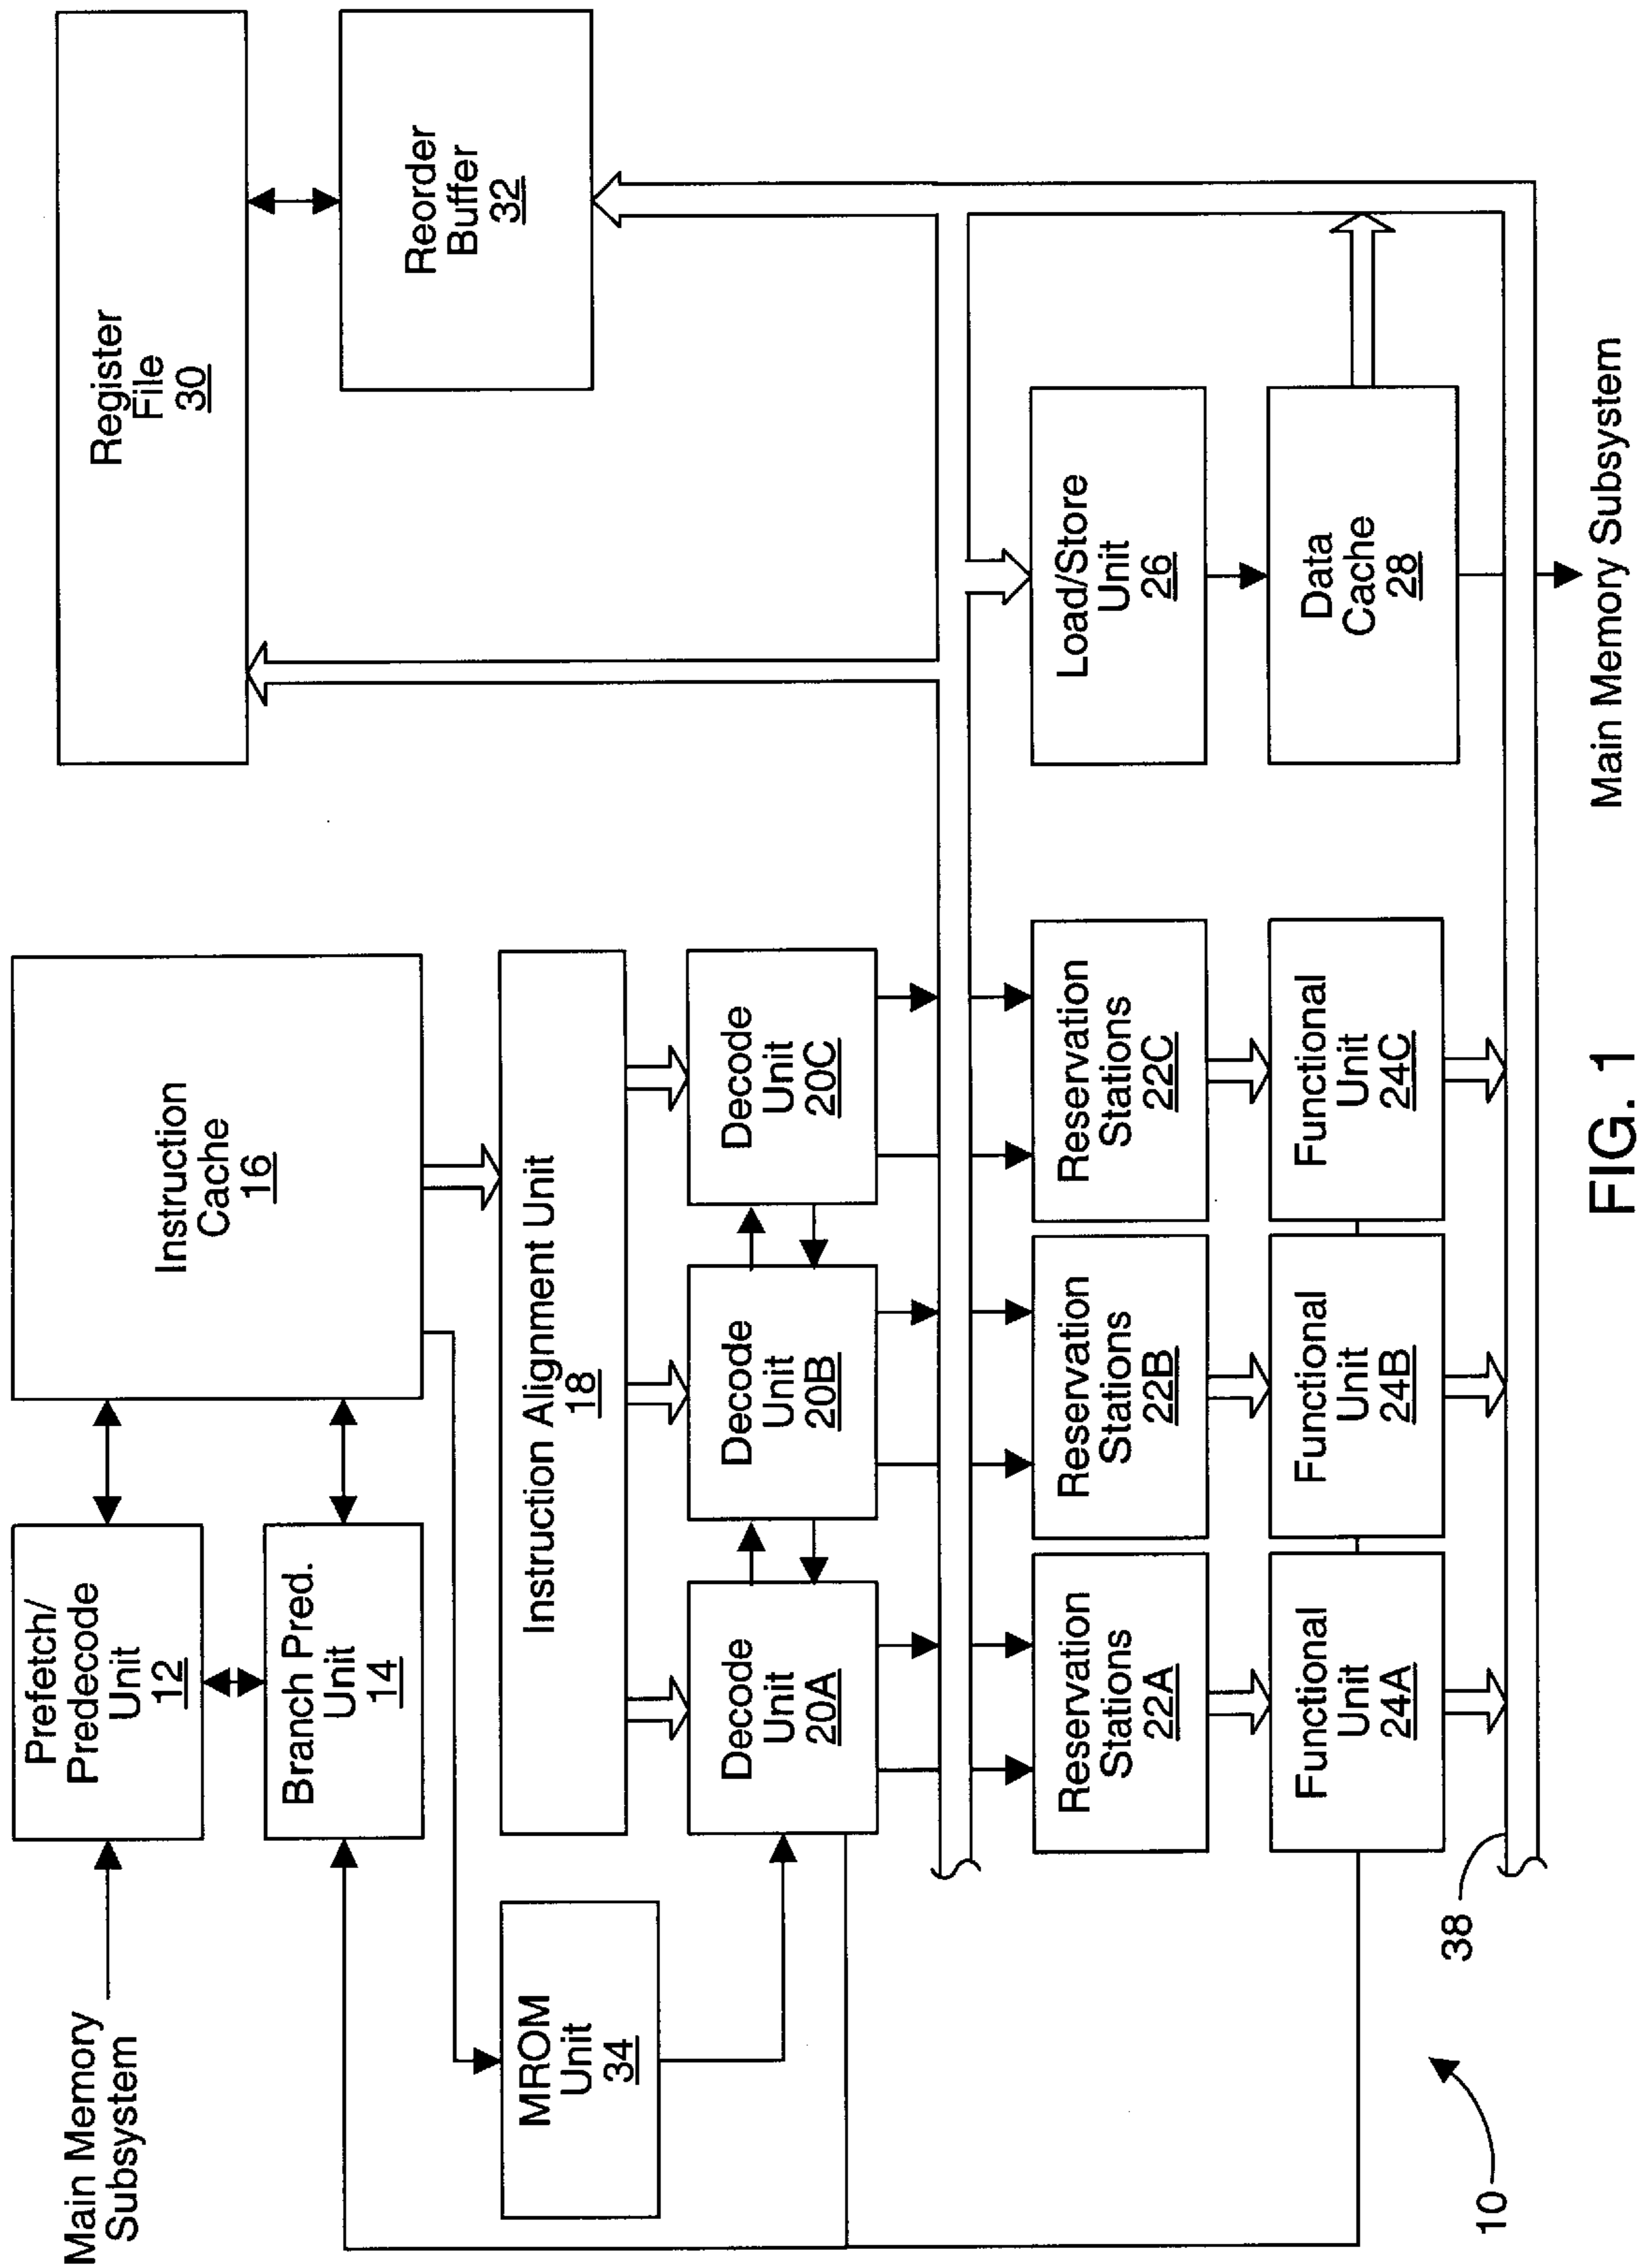 Main Memory
Subsystem
Prefetch/
Predecode
Unit
12
Branch Pred.
Unit
14
Instruction
Cache
16
Register
File
30
Reorder
Buffer
32
MROM
Unit
34
Instruction Alignment Unit
18
Decode
Unit
20A
Decode
Unit
20B
Decode
Unit
20C
Reservation
Stations
22A
Reservation
Stations
22B
Reservation
Stations
22C
Load/Store
Unit
26
Functional
Unit
24A
Functional
Unit
24B
Functional
Unit
24C
Data
Cache
28
38
10
Main Memory Subsystem
FIG. 1